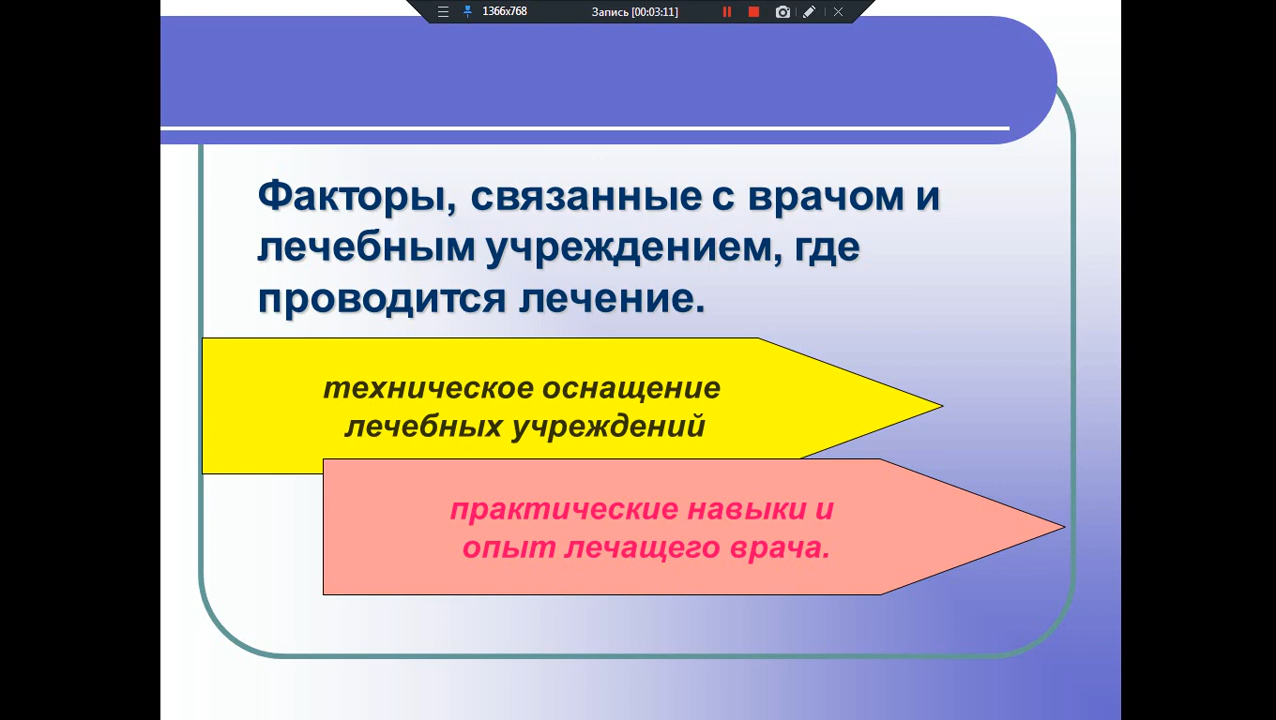 1366x768
Запись [00:03:11]
Факторы, связанные с врачом и
лечебным учреждением, где
проводится лечение.
техническое оснащение
лечебных учреждений
практические навыки и
опыт лечащего врача.